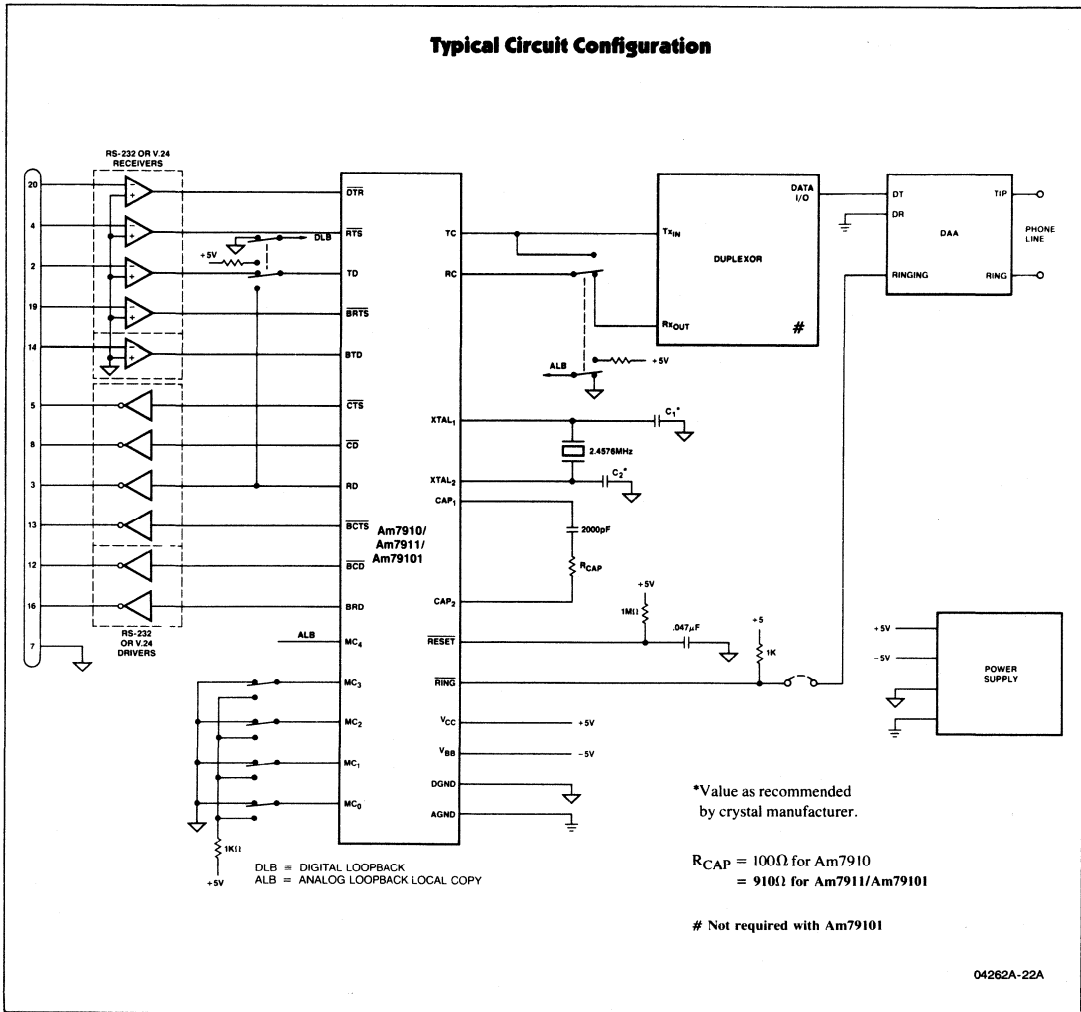 Typical Circuit Configuration
RS-232 OR V.24
RECEIVERS
20
4
2
19
14
5
8
3
13
12
16
7
RS-232
OR V.24
DRIVERS
DLB
+5V
ALB
1KΩ
+5V
DTR
RTS
TD
BRTS
BTD
CTS
CD
RD
BCTS
BCD
BRD
MC4
MC3
MC2
MC1
MC0
Am7910/
Am7911/
Am79101
TC
RC
XTAL1
XTAL2
CAP1
CAP2
RESET
RING
VCC
VBB
DGND
AGND
TxIN
DATA
I/O
DUPLEXOR
RxOUT
#
DT
DR
DAA
RINGING
TIP
PHONE
LINE
RING
ALB
+5V
C1*
2.4576MHz
C2*
2000pF
RCAP
+5V
1MΩ
.047μF
+5
1K
+5V
-5V
+5V
-5V
POWER
SUPPLY
DLB = DIGITAL LOOPBACK
ALB = ANALOG LOOPBACK LOCAL COPY
*Value as recommended
by crystal manufacturer.
RCAP = 100Ω for Am7910
= 910Ω for Am7911/Am79101
# Not required with Am79101
04262A-22A